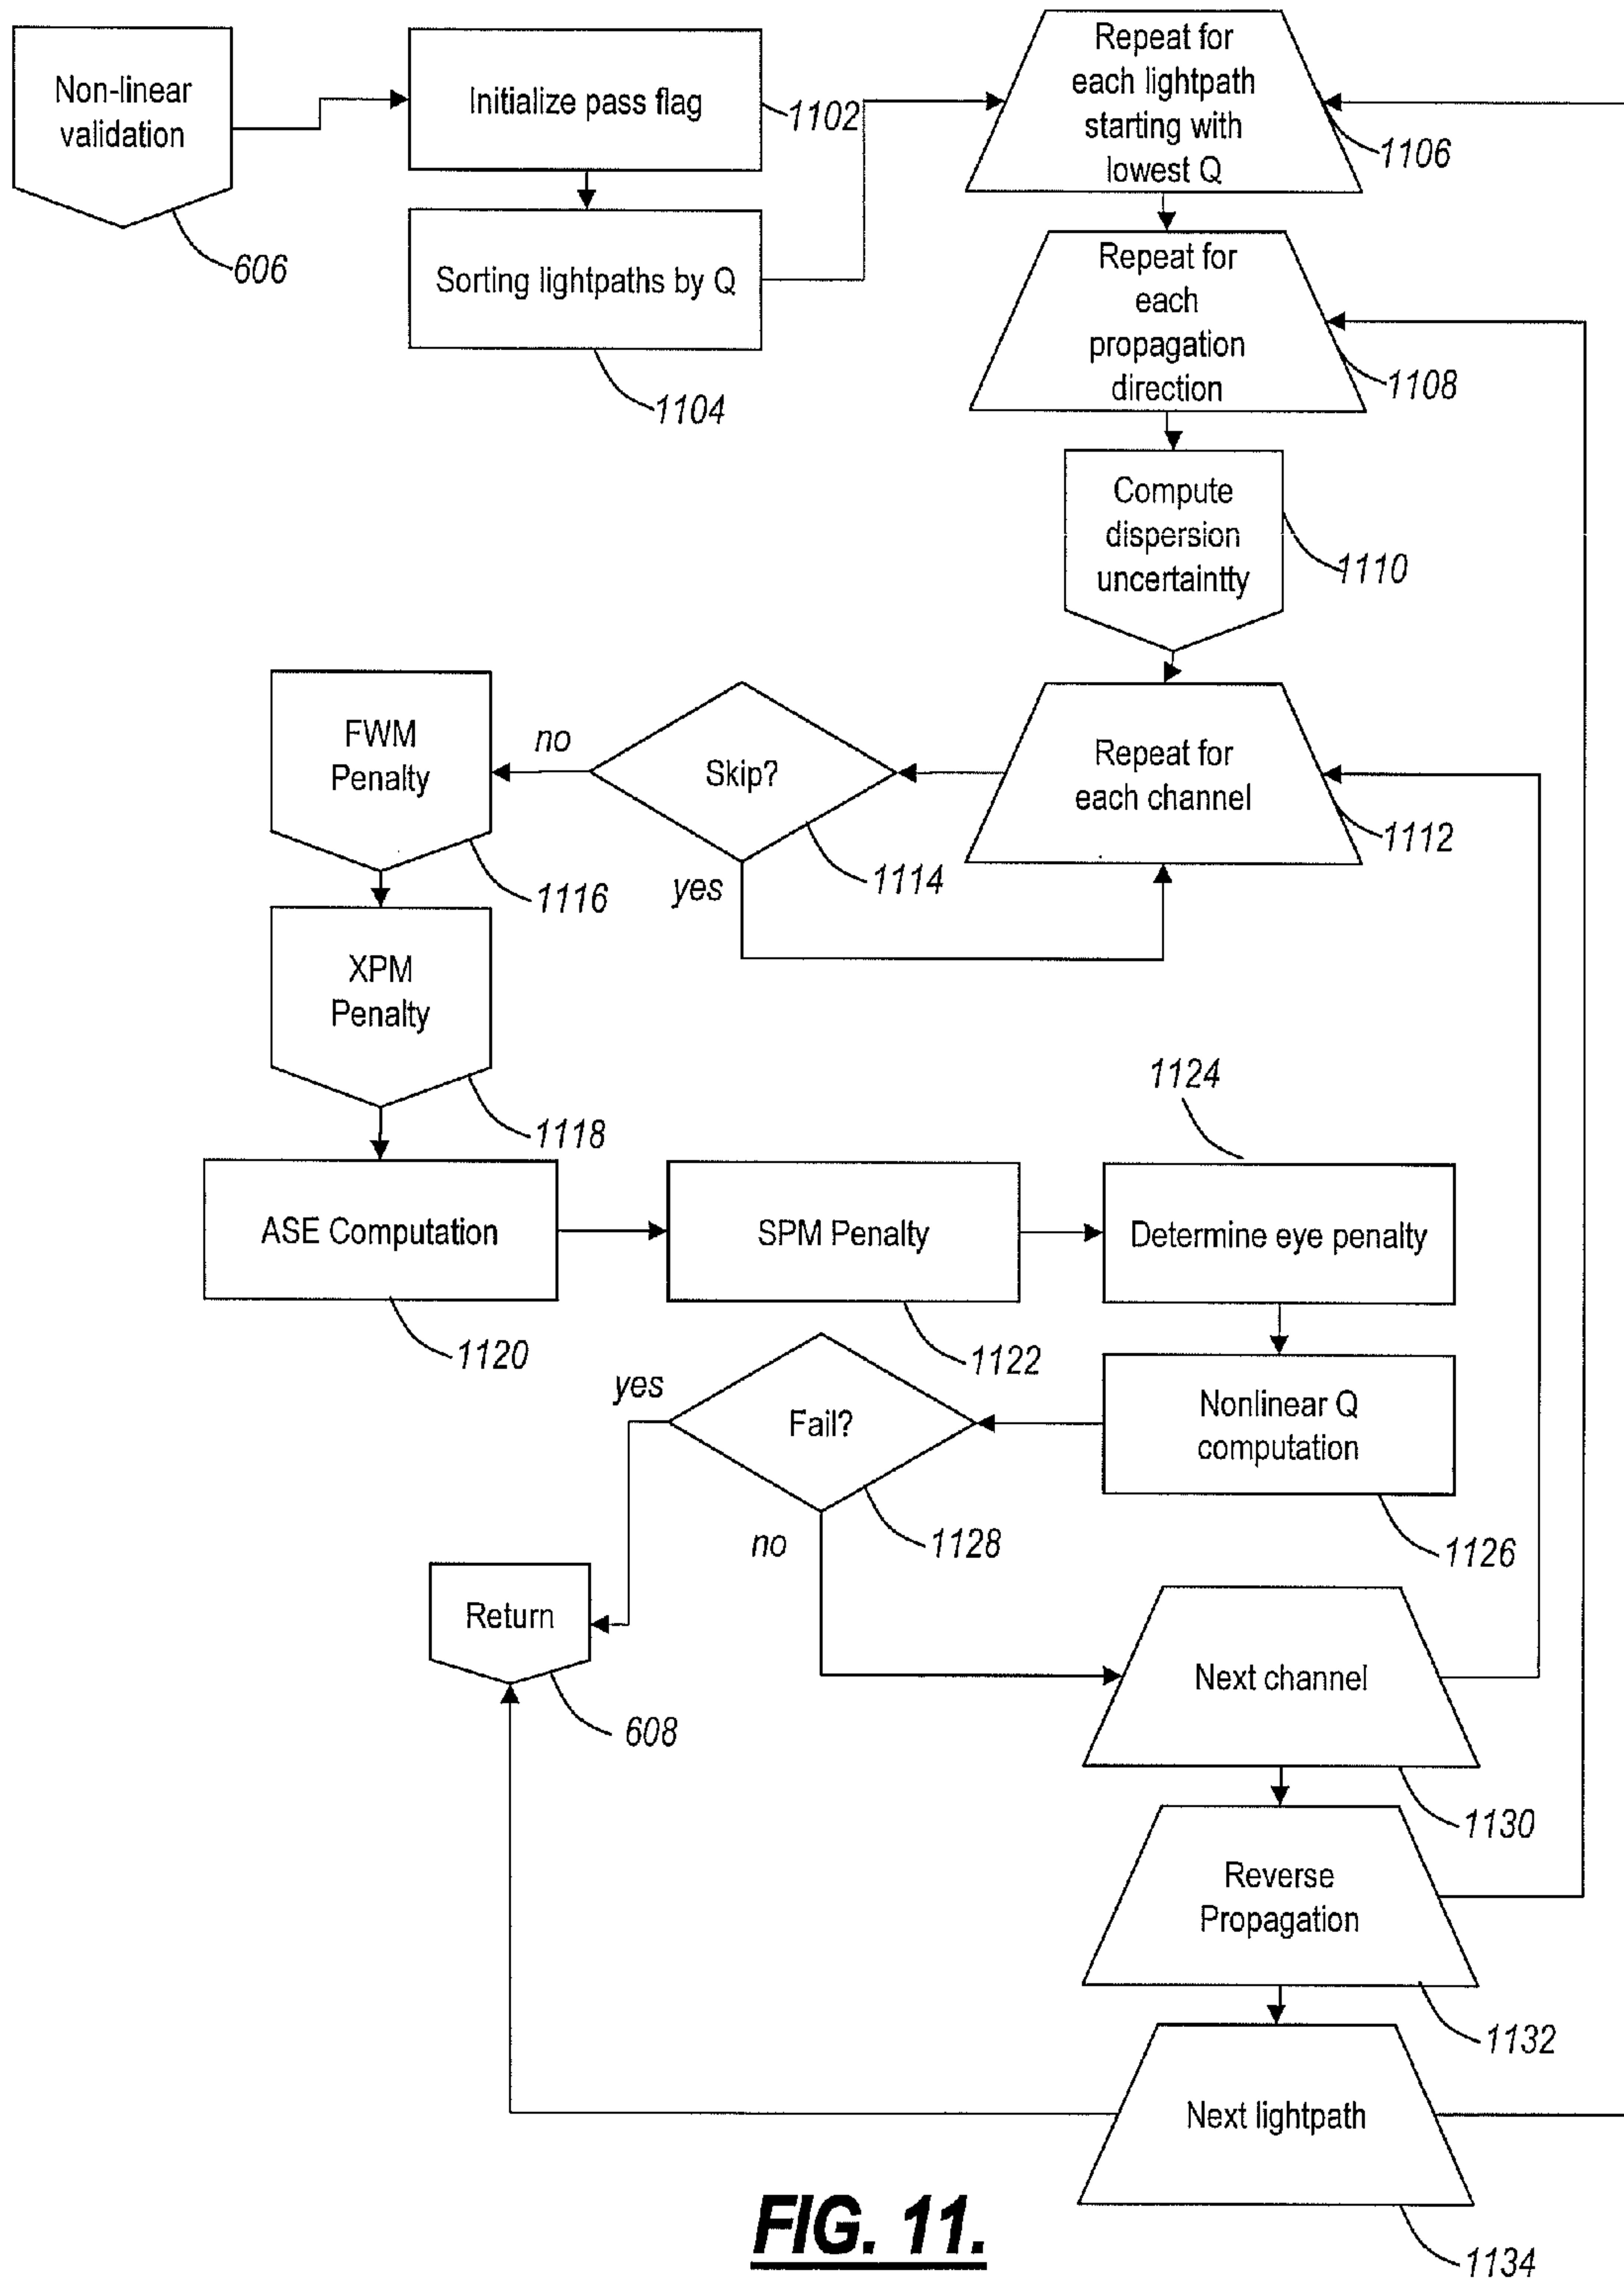 Non-linear
validation
606
Initialize pass flag
1102
Sorting lightpaths by Q
1104
Repeat for
each lightpath
starting with
lowest Q
1106
Repeat for
each
propagation
direction
1108
Compute
dispersion
uncertaintty
1110
Repeat for
each channel
1112
Skip?
1114
no
yes
FWM
Penalty
1116
XPM
Penalty
1118
ASE Computation
1120
SPM Penalty
1122
1124
Determine eye penalty
Nonlinear Q
computation
1126
Fail?
1128
yes
no
Return
608
Next channel
1130
Reverse
Propagation
1132
Next lightpath
1134
FIG. 11.